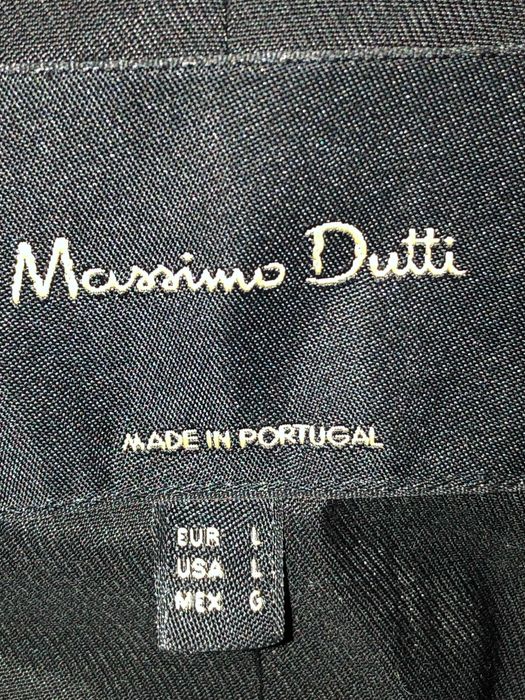 Massimo Dutti
MADE IN PORTUGAL
EUR L
USA L
MEX G